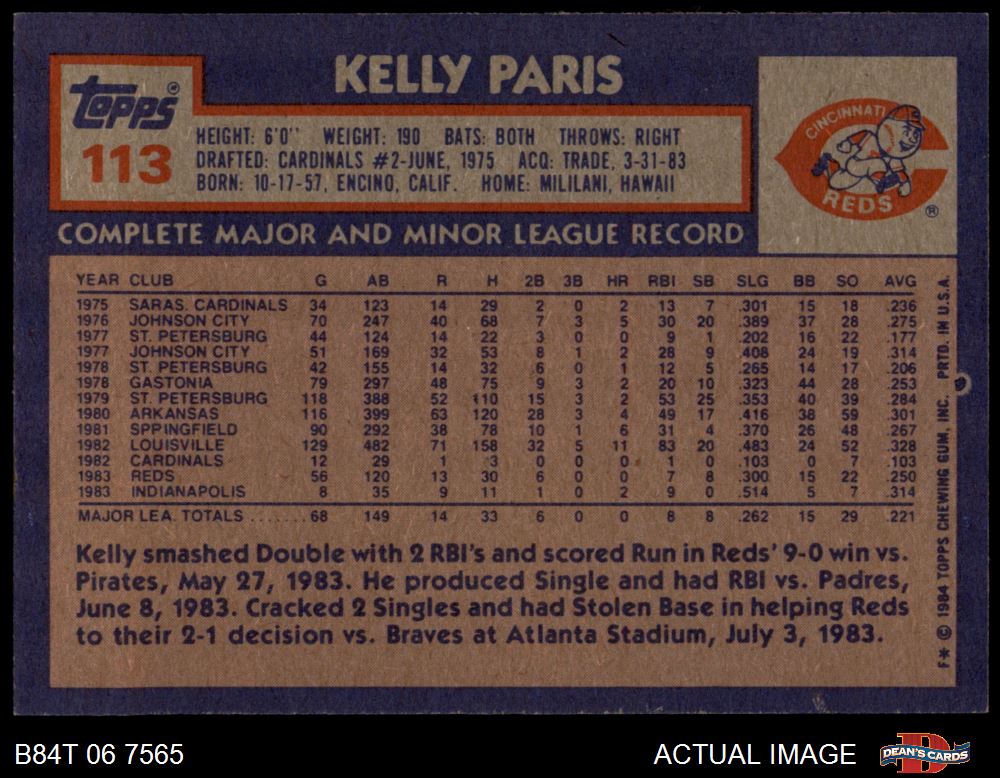 KELLY PARIS
topps®
113
HEIGHT: 6'0" WEIGHT: 190 BATS: BOTH THROWS: RIGHT
DRAFTED: CARDINALS #2-JUNE, 1975 ACQ: TRADE, 3-31-83
BORN: 10-17-57, ENCINO, CALIF. HOME: MILILANI, HAWAII
CINCINNATI
REDS
®
COMPLETE MAJOR AND MINOR LEAGUE RECORD
YEAR CLUB G AB R H 2B 3B HR RBI SB SLG BB SO AVG
1975 SARAS. CARDINALS 34 123 14 29 2 0 2 13 7 .301 15 18 .236
1976 JOHNSON CITY 70 247 40 68 7 3 5 30 20 .389 37 28 .275
1977 ST. PETERSBURG 44 124 14 22 3 0 0 9 1 .202 16 22 .177
1977 JOHNSON CITY 51 169 32 53 8 1 2 28 9 .408 24 19 .314
1978 ST. PETERSBURG 42 155 14 32 6 0 1 12 5 .265 14 17 .206
1978 GASTONIA 79 297 48 75 9 3 2 20 10 .323 44 28 .253
1979 ST. PETERSBURG 118 388 52 110 15 3 2 53 25 .353 40 39 .284
1980 ARKANSAS 116 399 63 120 28 3 4 49 17 .416 38 59 .301
1981 SPPINGFIELD 90 292 38 78 10 1 6 31 4 .370 26 48 .267
1982 LOUISVILLE 129 482 71 158 32 5 11 83 20 .483 24 52 .328
1982 CARDINALS 12 29 1 3 0 0 0 1 0 .103 0 7 .103
1983 REDS 56 120 13 30 6 0 0 7 8 .300 15 22 .250
1983 INDIANAPOLIS 8 35 9 11 1 0 2 9 0 .514 5 7 .314
MAJOR LEA. TOTALS ....... 68 149 14 33 6 0 0 8 8 .262 15 29 .221
Kelly smashed Double with 2 RBI's and scored Run in Reds' 9-0 win vs.
Pirates, May 27, 1983. He produced Single and had RBI vs. Padres,
June 8, 1983. Cracked 2 Singles and had Stolen Base in helping Reds
to their 2-1 decision vs. Braves at Atlanta Stadium, July 3, 1983.
F* © 1984 TOPPS CHEWING GUM, INC. PRTD. IN U.S.A.
B84T 06 7565
ACTUAL IMAGE
DEAN'S CARDS